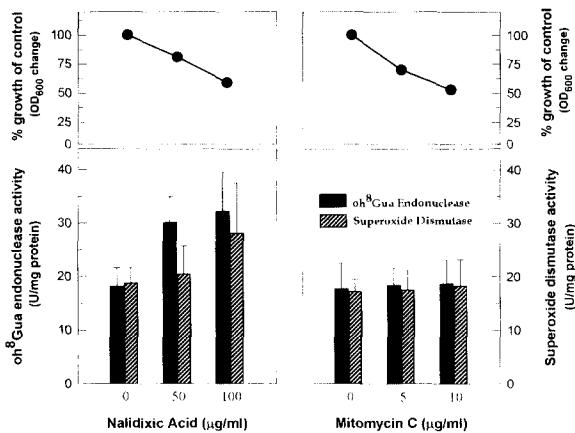 % growth of control
(OD600 change)
100
75
50
25
0
100
75
50
25
0
% growth of control
(OD600 change)
oh8Gua endonuclease activity
(U/mg protein)
40
30
20
10
0
0
50
100
Nalidixic Acid (μg/ml)
oh8Gua Endonuclease
Superoxide Dismutase
0
5
10
Mitomycin C (μg/ml)
40
30
20
10
0
Superoxide dismutase activity
(U/mg protein)